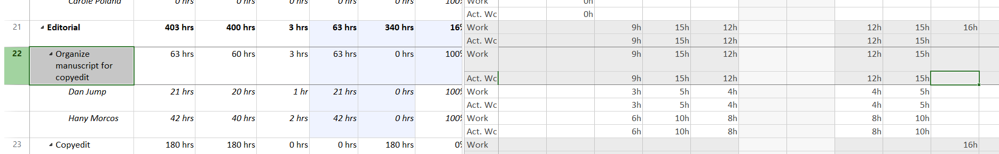 Carole Poland 0 hrs 0 hrs 0 hrs 0 hrs 0 hrs 100% Work 0h
Act. Wc 0h
21 Editorial 403 hrs 400 hrs 3 hrs 63 hrs 340 hrs 16% Work 9h 15h 12h 12h 15h 16h
Act. Wc 9h 15h 12h 12h 15h
22 Organize 63 hrs 60 hrs 3 hrs 63 hrs 0 hrs 100% Work 9h 15h 12h 12h 15h
manuscript for
copyedit Act. Wc 9h 15h 12h 12h 15h
Dan Jump 21 hrs 20 hrs 1 hr 21 hrs 0 hrs 100% Work 3h 5h 4h 4h 5h
Act. Wc 3h 5h 4h 4h 5h
Hany Morcos 42 hrs 40 hrs 2 hrs 42 hrs 0 hrs 100% Work 6h 10h 8h 8h 10h
Act. Wc 6h 10h 8h 8h 10h
23 Copyedit 180 hrs 180 hrs 0 hrs 0 hrs 180 hrs 0% Work 16h